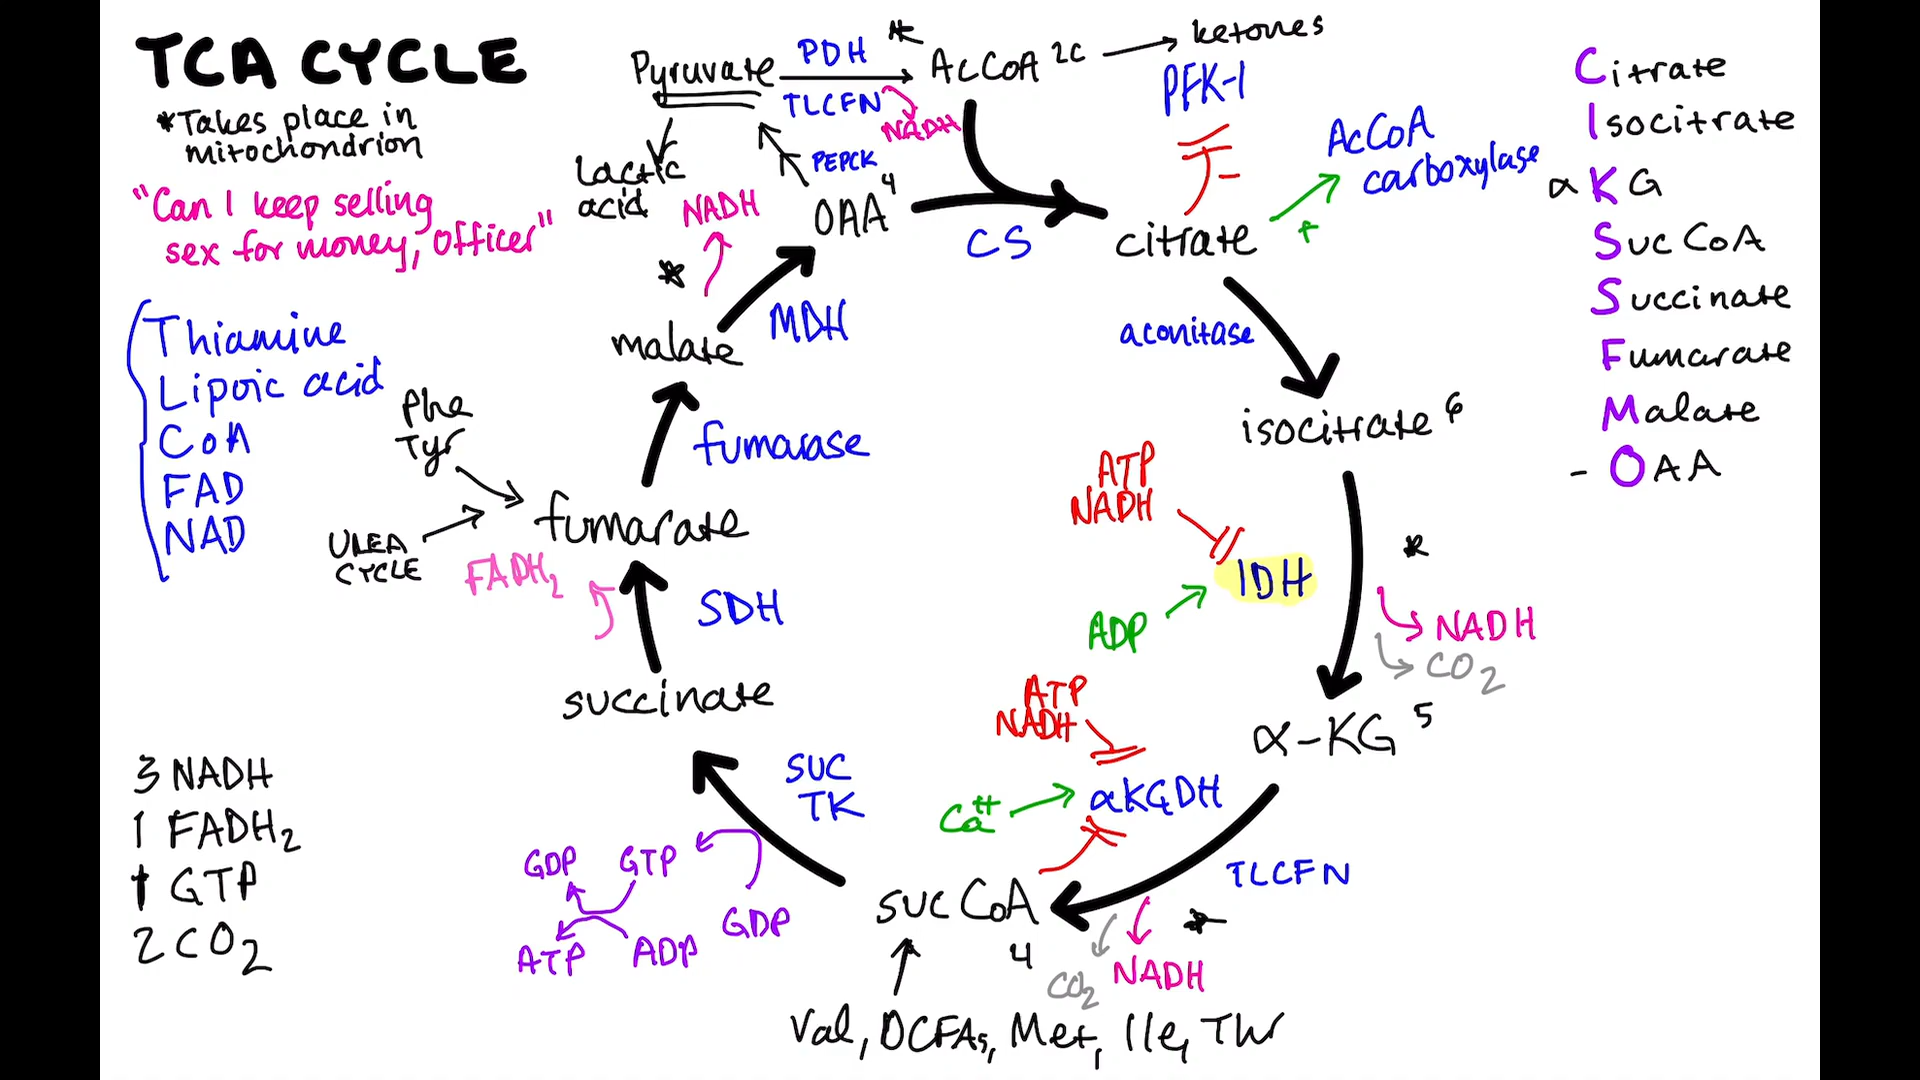 TCA CYCLE
*Takes place in
mitochondrion
"Can I keep selling
sex for money, officer"
Thiamine
Lipoic acid
CoA
FAD
NAD
3 NADH
1 FADH2
1 GTP
2 CO2
Pyruvate
PDH
TLCFN
NADH
*
AcCoA 2C
ketones
Lactic
acid
PEPCK
OAA 4
CS
citrate
PFK-1
-
+
AcCoA
carboxylase
aconitase
isocitrate 6
ATP
NADH
ADP
IDH
*
NADH
CO2
α-KG 5
ATP
NADH
Ca++
αKGDH
TLCFN
*
NADH
CO2
suc CoA
4
Val, OCFAs, Met, Ile, Thr
SUC
TK
GDP
GTP
GDP
ADP
ATP
succinate
SDH
FADH2
fumarate
Phe
Tyr
UREA
CYCLE
fumarase
malate
MDH
*
NADH
Citrate
Isocitrate
αKG
Suc CoA
Succinate
Fumarate
Malate
- OAA